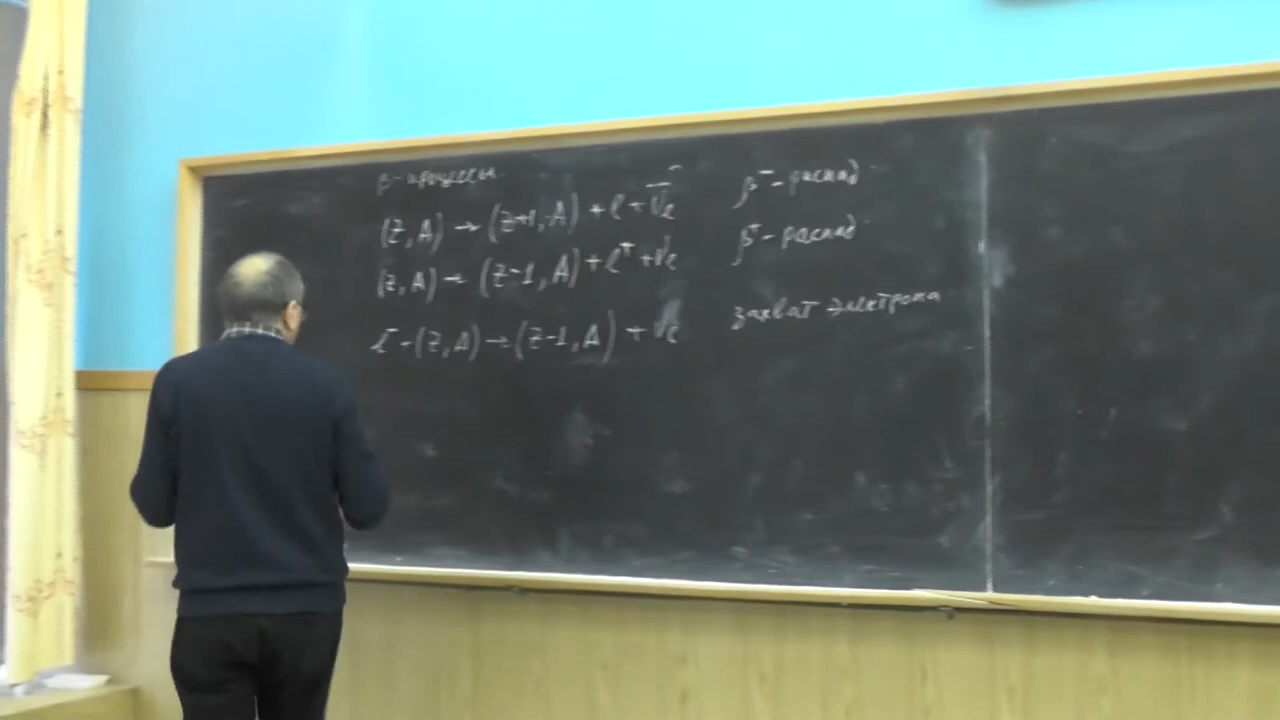 β-процессы
(Z,A) → (Z+1,A) + e + ν̄e β⁻-распад
(Z,A) → (Z-1,A) + e⁺ + νe β⁺-распад
e⁻ + (Z,A) → (Z-1,A) + νe захват электрона